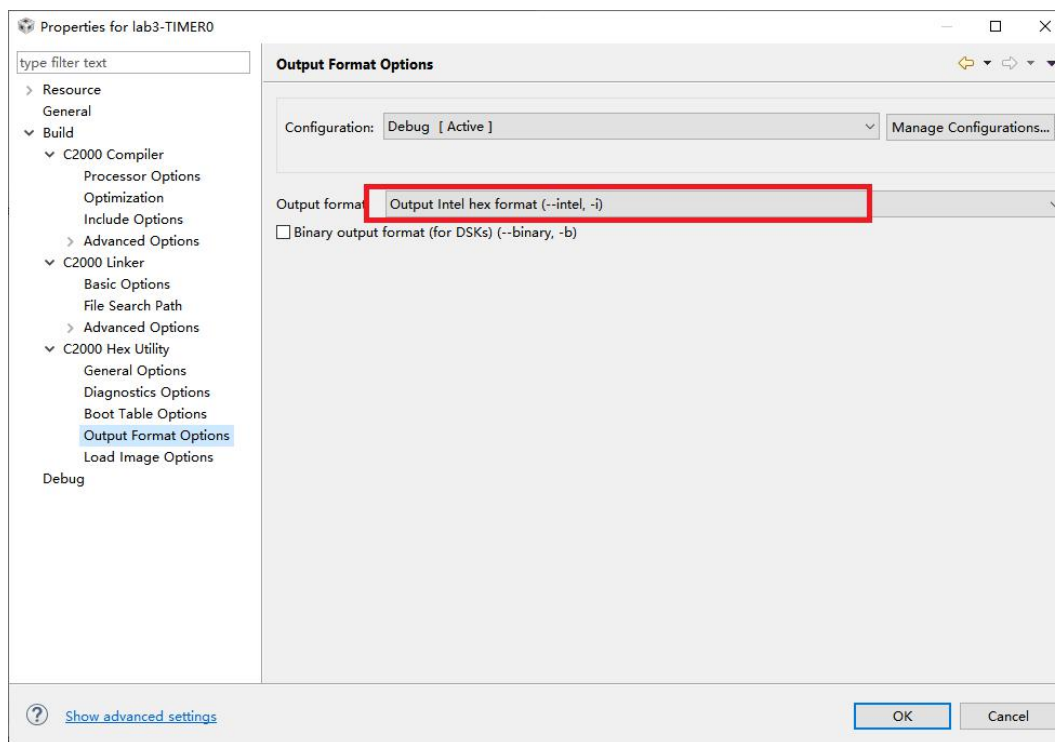 Properties for lab3-TIMER0
type filter text
Output Format Options
Resource
General
Build
C2000 Compiler
Processor Options
Optimization
Include Options
Advanced Options
C2000 Linker
Basic Options
File Search Path
Advanced Options
C2000 Hex Utility
General Options
Diagnostics Options
Boot Table Options
Output Format Options
Load Image Options
Debug
Configuration: Debug [ Active ] Manage Configurations...
Output format Output Intel hex format (--intel, -i)
Binary output format (for DSKs) (--binary, -b)
? Show advanced settings
OK Cancel